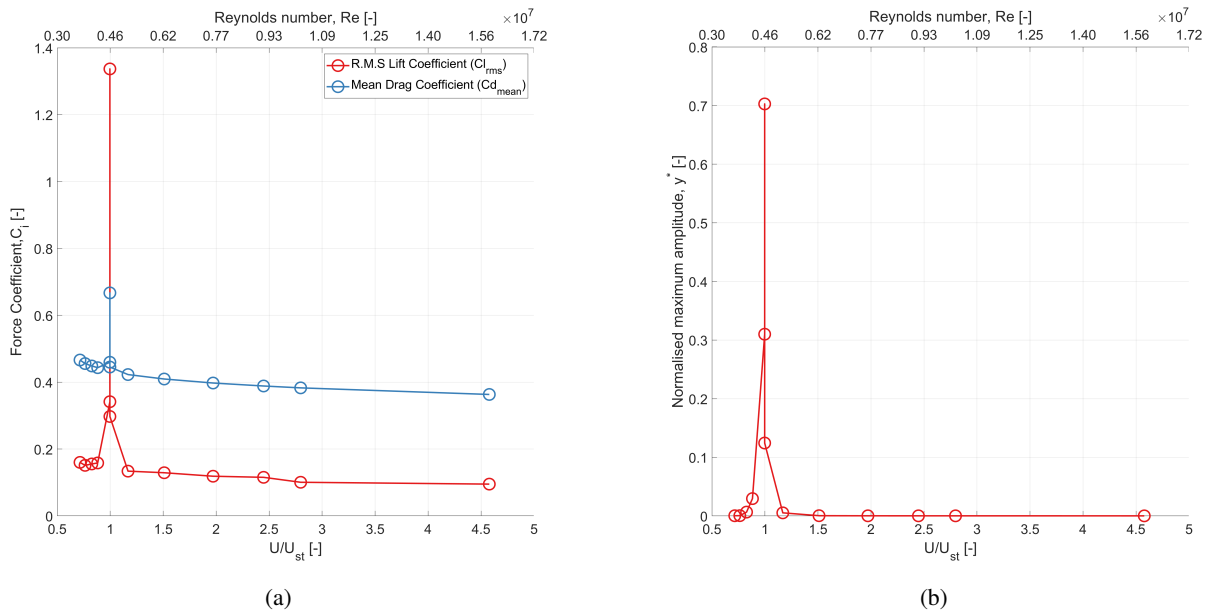 Reynolds number, Re [-]
×10⁷
0.30 0.46 0.62 0.77 0.93 1.09 1.25 1.40 1.56 1.72
1.4
1.2
1
0.8
0.6
0.4
0.2
0
Force Coefficient,C_i [-]
R.M.S Lift Coefficient (Cl_rms)
Mean Drag Coefficient (Cd_mean)
0.5 1 1.5 2 2.5 3 3.5 4 4.5 5
U/U_st [-]
(a)
Reynolds number, Re [-]
×10⁷
0.30 0.46 0.62 0.77 0.93 1.09 1.25 1.40 1.56 1.72
0.8
0.7
0.6
0.5
0.4
0.3
0.2
0.1
0
Normalised maximum amplitude, y* [-]
0.5 1 1.5 2 2.5 3 3.5 4 4.5 5
U/U_st [-]
(b)